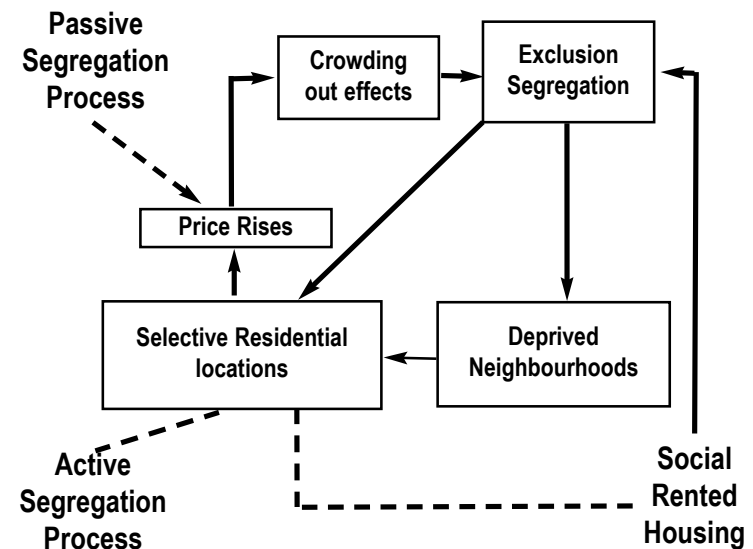 Passive
Segregation
Process
Crowding
out effects
Exclusion
Segregation
Price Rises
Selective Residential
locations
Deprived
Neighbourhoods
Active
Segregation
Process
Social
Rented
Housing